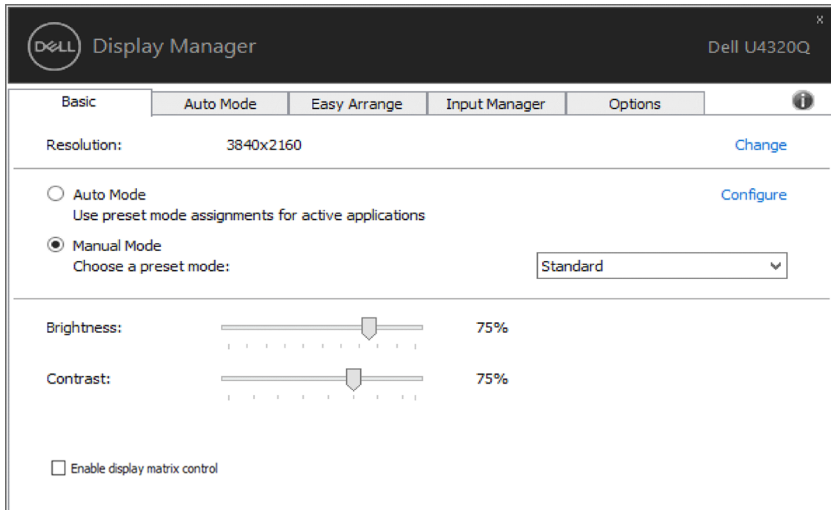 x
DELL Display Manager
Dell U4320Q
Basic Auto Mode Easy Arrange Input Manager Options
Resolution: 3840x2160 Change
Auto Mode Configure
Use preset mode assignments for active applications
Manual Mode
Choose a preset mode: Standard
Brightness: 75%
Contrast: 75%
Enable display matrix control